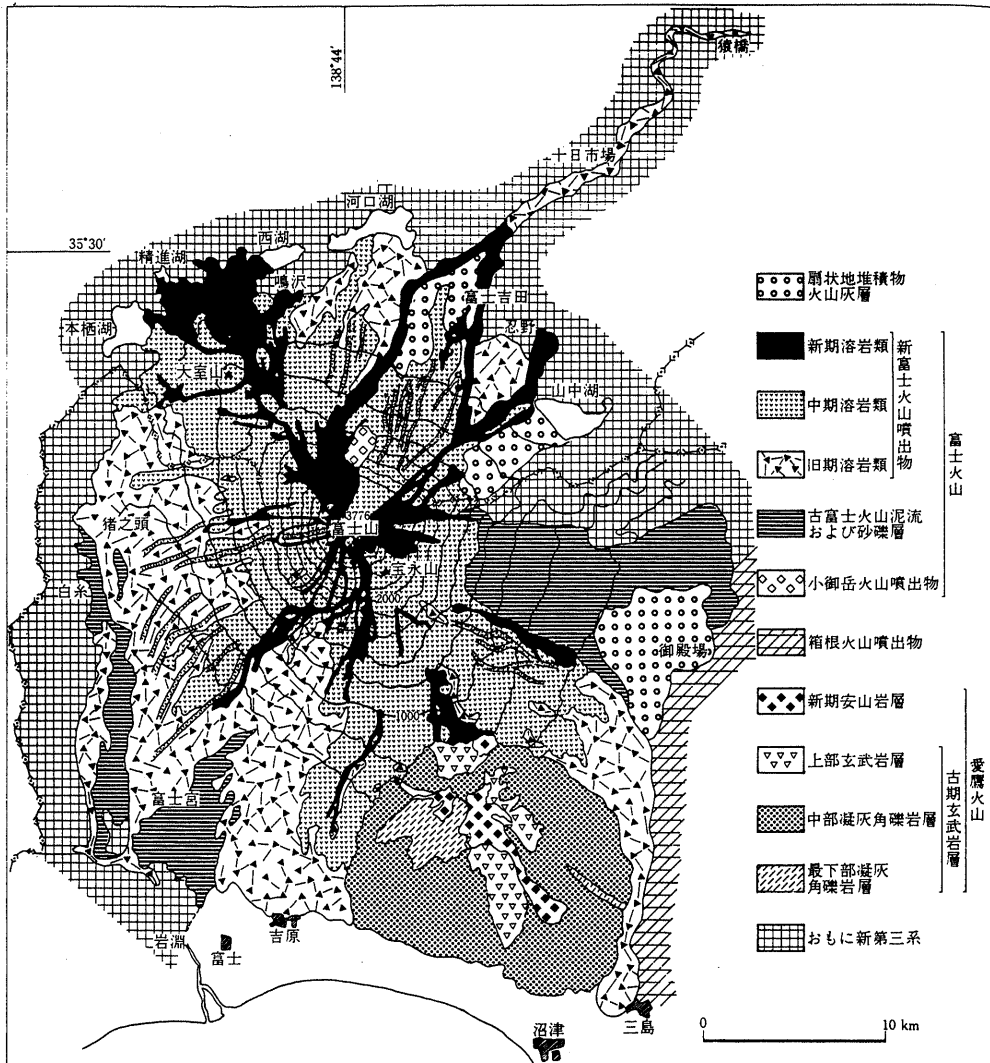 138°44′
猿橋
十日市場
河口湖
35°30′
西湖
精進湖
鳴沢
富士吉田
本栖湖
忍野
大室山
山中湖
猪之頭
3776
富士山
宝永山
白糸
2000
御殿場
1000
富士宮
岩淵
吉原
富士
三島
沼津
0 10 km
扇状地堆積物
火山灰層
新期溶岩類
中期溶岩類
旧期溶岩類
新富士火山噴出物
古富士火山泥流
および砂礫層
小御岳火山噴出物
富士火山
箱根火山噴出物
新期安山岩層
上部玄武岩層
中部凝灰角礫岩層
最下部凝灰
角礫岩層
古期玄武岩層
愛鷹火山
おもに新第三系